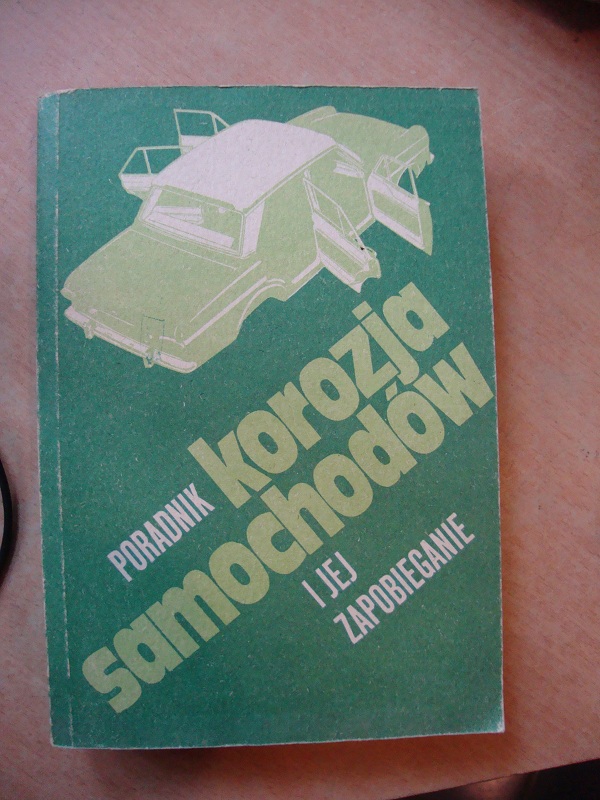 PORADNIK
korozja
samochodów
I JEJ
ZAPOBIEGANIE